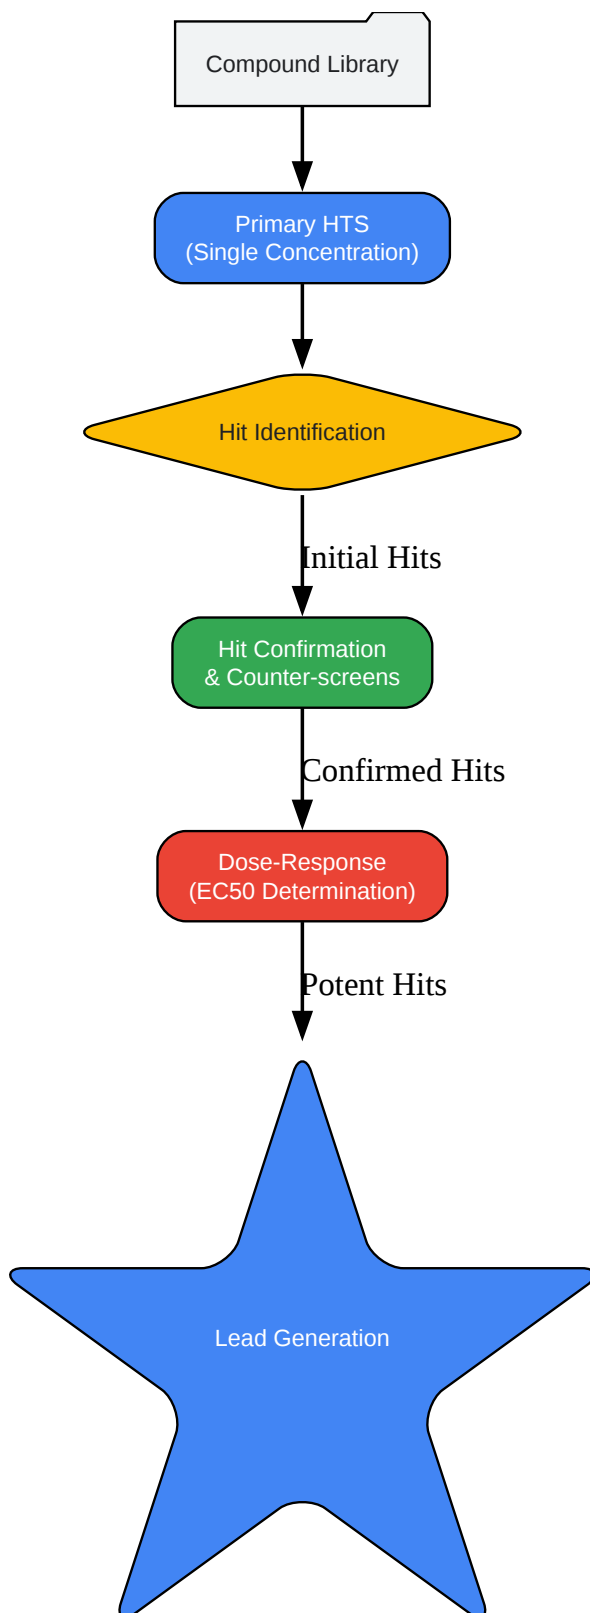 Compound Library
Primary HTS
(Single Concentration)
Hit Identification
Initial Hits
Hit Confirmation
& Counter-screens
Confirmed Hits
Dose-Response
(EC50 Determination)
Potent Hits
Lead Generation